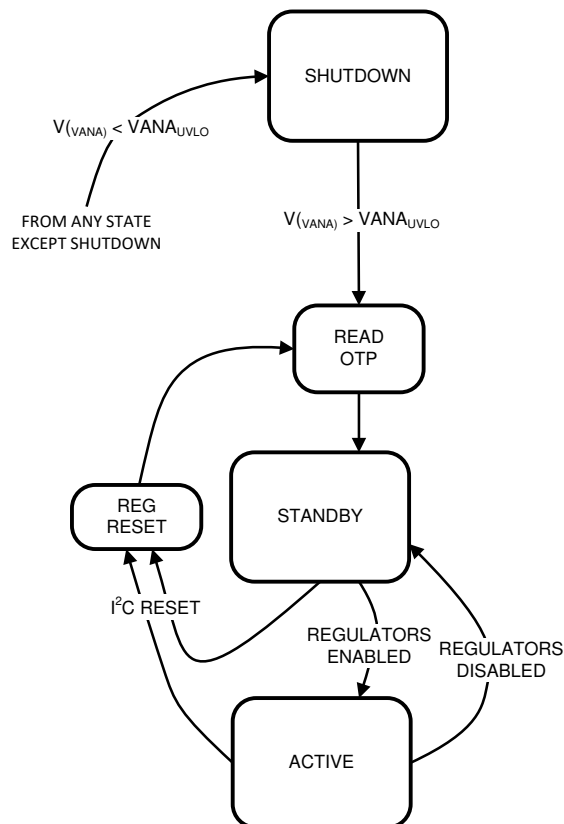 SHUTDOWN
V(VANA) < VANAUVLO
FROM ANY STATE
EXCEPT SHUTDOWN
V(VANA) > VANAUVLO
READ
OTP
STANDBY
REG
RESET
I²C RESET
REGULATORS
ENABLED
REGULATORS
DISABLED
ACTIVE